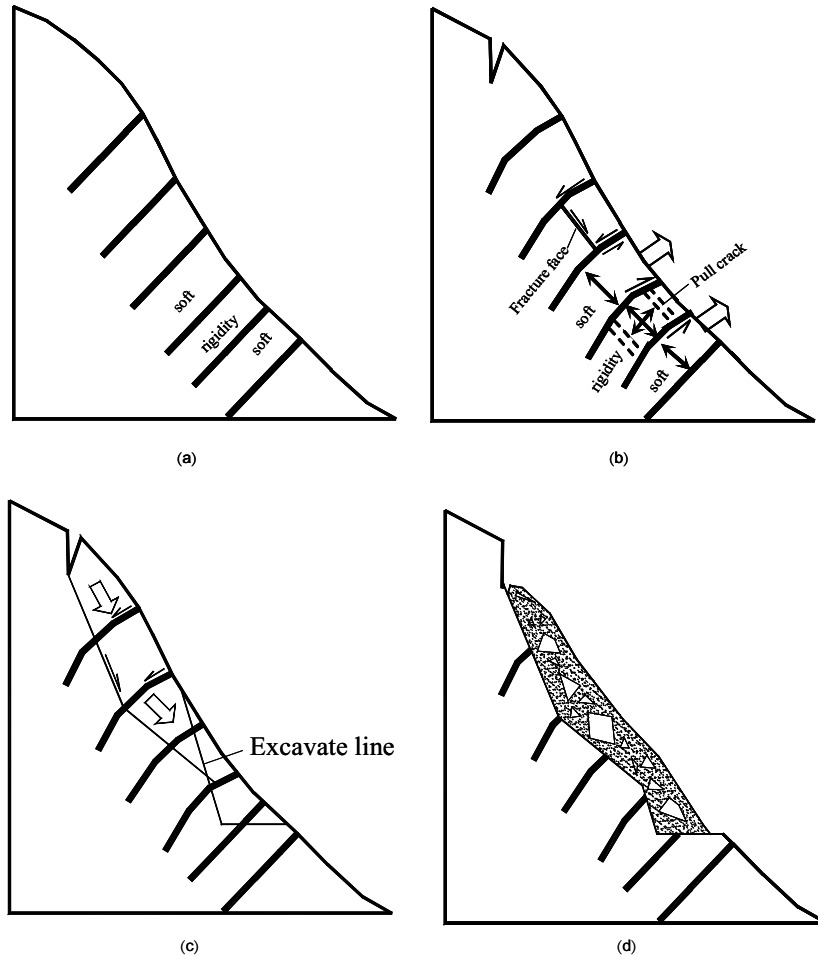 soft
rigidity
soft
(a)
Fracture face
Pull crack
soft
rigidity
soft
(b)
Excavate line
(c)
(d)